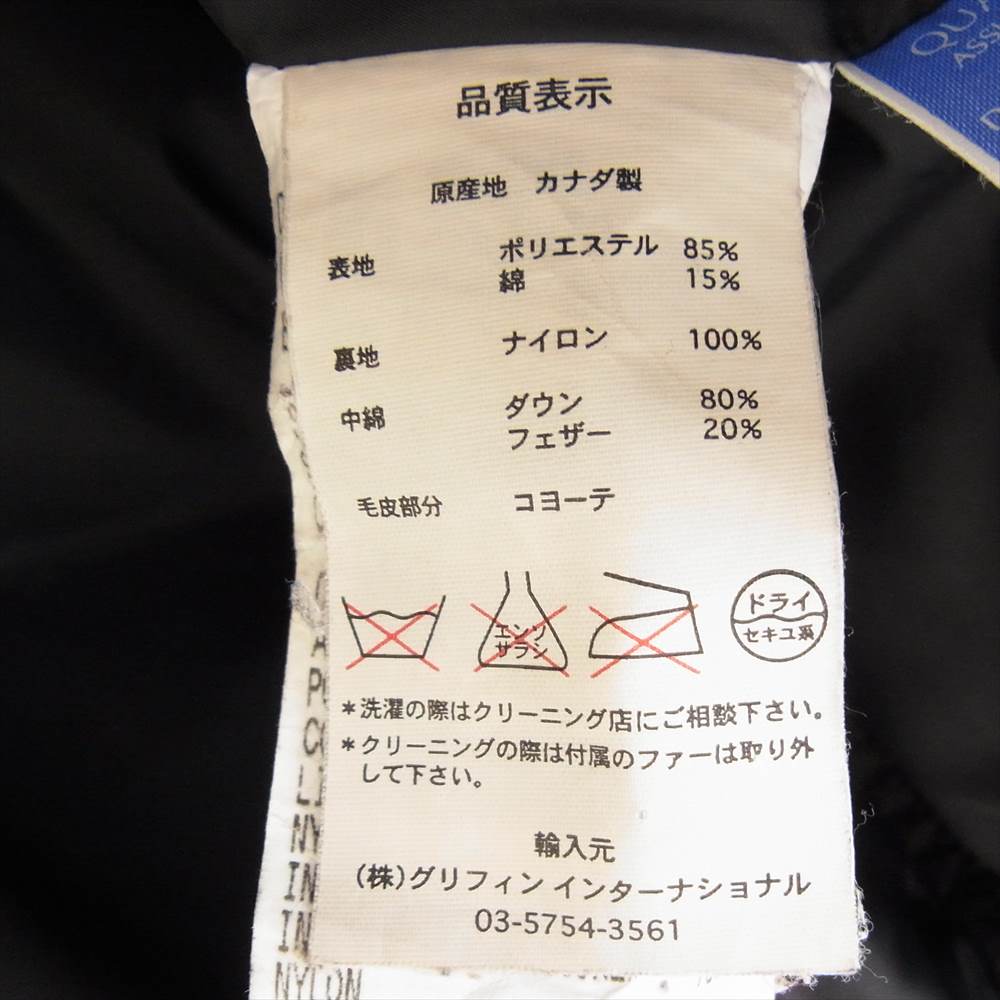 品質表示
原産地 カナダ製
表地 ポリエステル 85%
綿 15%
裏地 ナイロン 100%
中綿 ダウン 80%
フェザー 20%
毛皮部分 コヨーテ
エンソ
サラシ
ドライ
セキユ系
*洗濯の際はクリーニング店にご相談下さい。
*クリーニングの際は付属のファーは取り外
して下さい。
輸入元
(株)グリフィン インターナショナル
03-5754-3561
NYLON